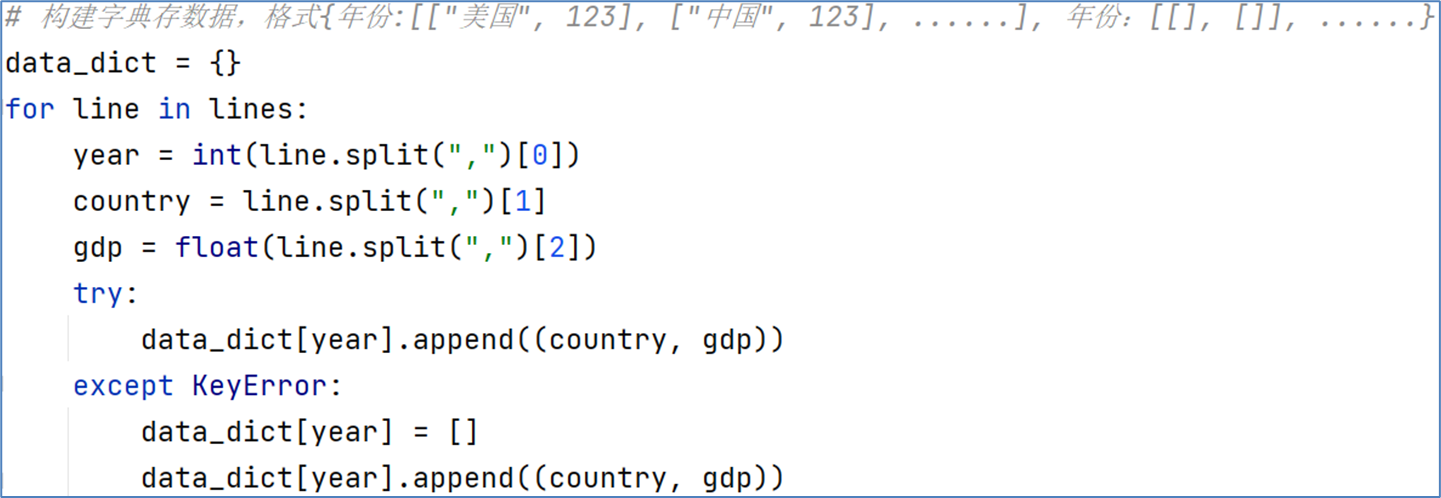 # 构建字典存数据，格式{年份:[["美国", 123], ["中国", 123], ......], 年份：[[], []], ......}
data_dict = {}
for line in lines:
    year = int(line.split(",")[0])
    country = line.split(",")[1]
    gdp = float(line.split(",")[2])
    try:
        data_dict[year].append((country, gdp))
    except KeyError:
        data_dict[year] = []
        data_dict[year].append((country, gdp))